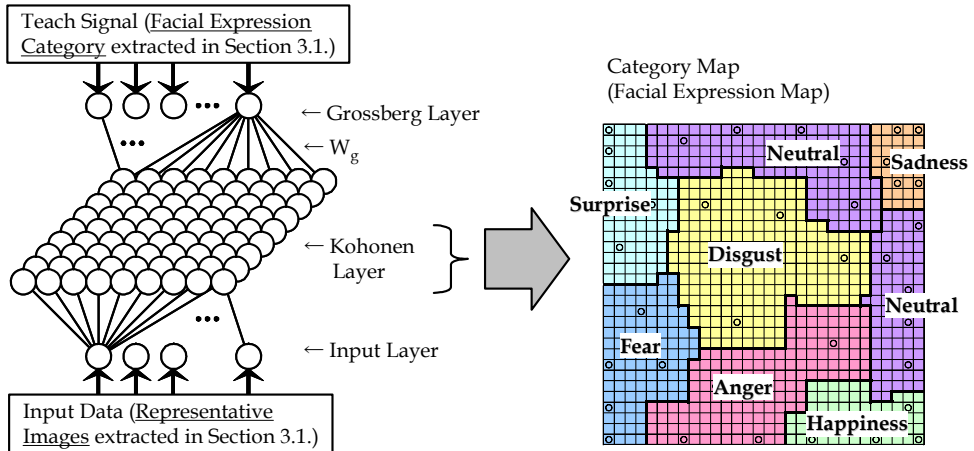 Teach Signal (Facial Expression
Category extracted in Section 3.1.)
← Grossberg Layer
← Wg
← Kohonen
Layer
← Input Layer
Input Data (Representative
Images extracted in Section 3.1.)
Category Map
(Facial Expression Map)
Neutral
Sadness
Surprise
Disgust
Neutral
Fear
Anger
Happiness